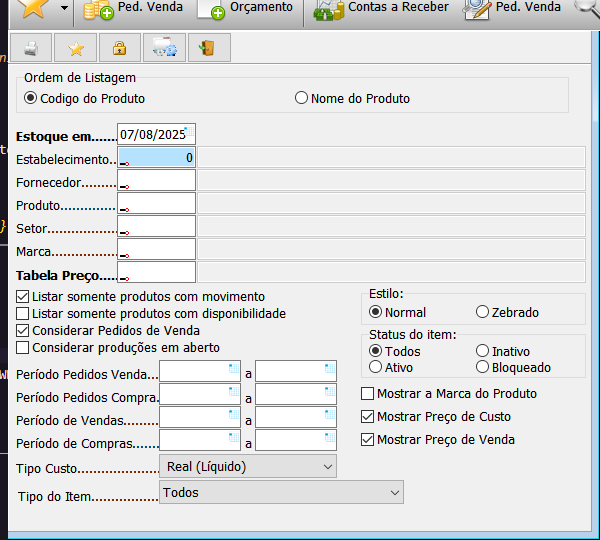 Ped. Venda Orçamento Contas a Receber Ped. Venda
Ordem de Listagem
Codigo do Produto Nome do Produto
Estoque em....... 07/08/2025
Estabelecimento.. 0
Fornecedor.........
Produto..............
Setor.................
Marca.................
Tabela Preço.....
Listar somente produtos com movimento
Listar somente produtos com disponibilidade
Considerar Pedidos de Venda
Considerar produções em aberto
Estilo:
Normal Zebrado
Status do item:
Todos Inativo
Ativo Bloqueado
Período Pedidos Venda... a
Período Pedidos Compra. a
Período de Vendas........ a
Período de Compras...... a
Mostrar a Marca do Produto
Mostrar Preço de Custo
Mostrar Preço de Venda
Tipo Custo.................. Real (Líquido)
Tipo do Item................ Todos